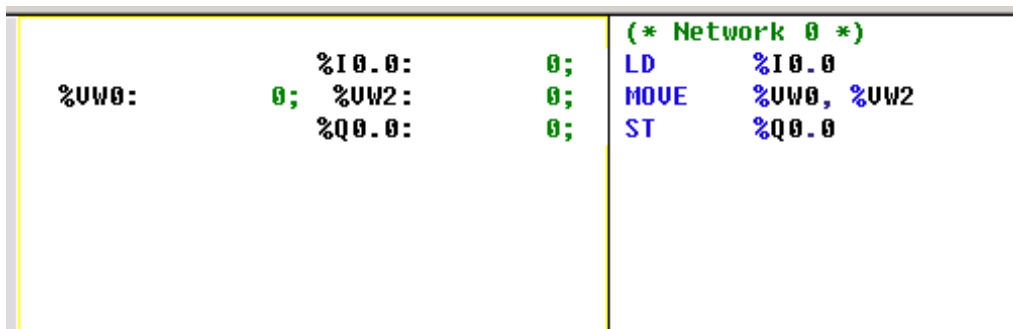 (* Network 0 *)
%I0.0: 0; LD %I0.0
%VW0: 0; %VW2: 0; MOVE %VW0, %VW2
%Q0.0: 0; ST %Q0.0